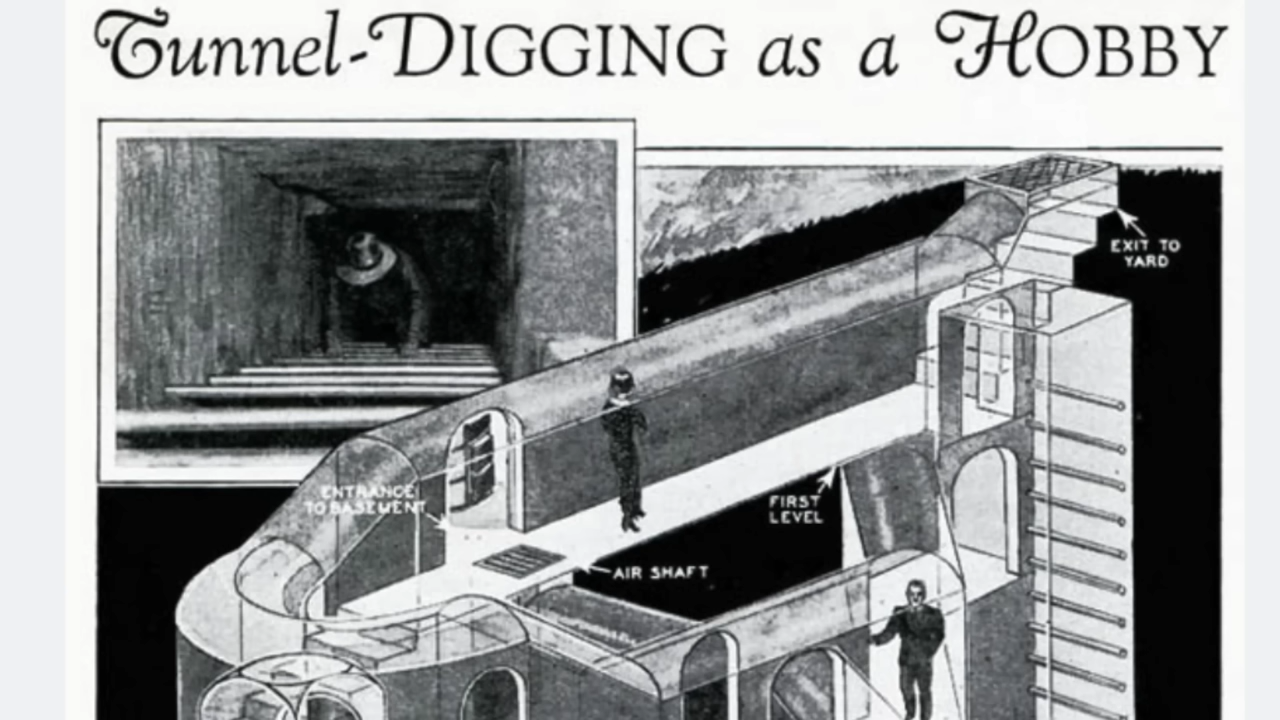 Tunnel-DIGGING as a HOBBY
EXIT TO
YARD
ENTRANCE
TO BASEMENT
FIRST
LEVEL
AIR SHAFT